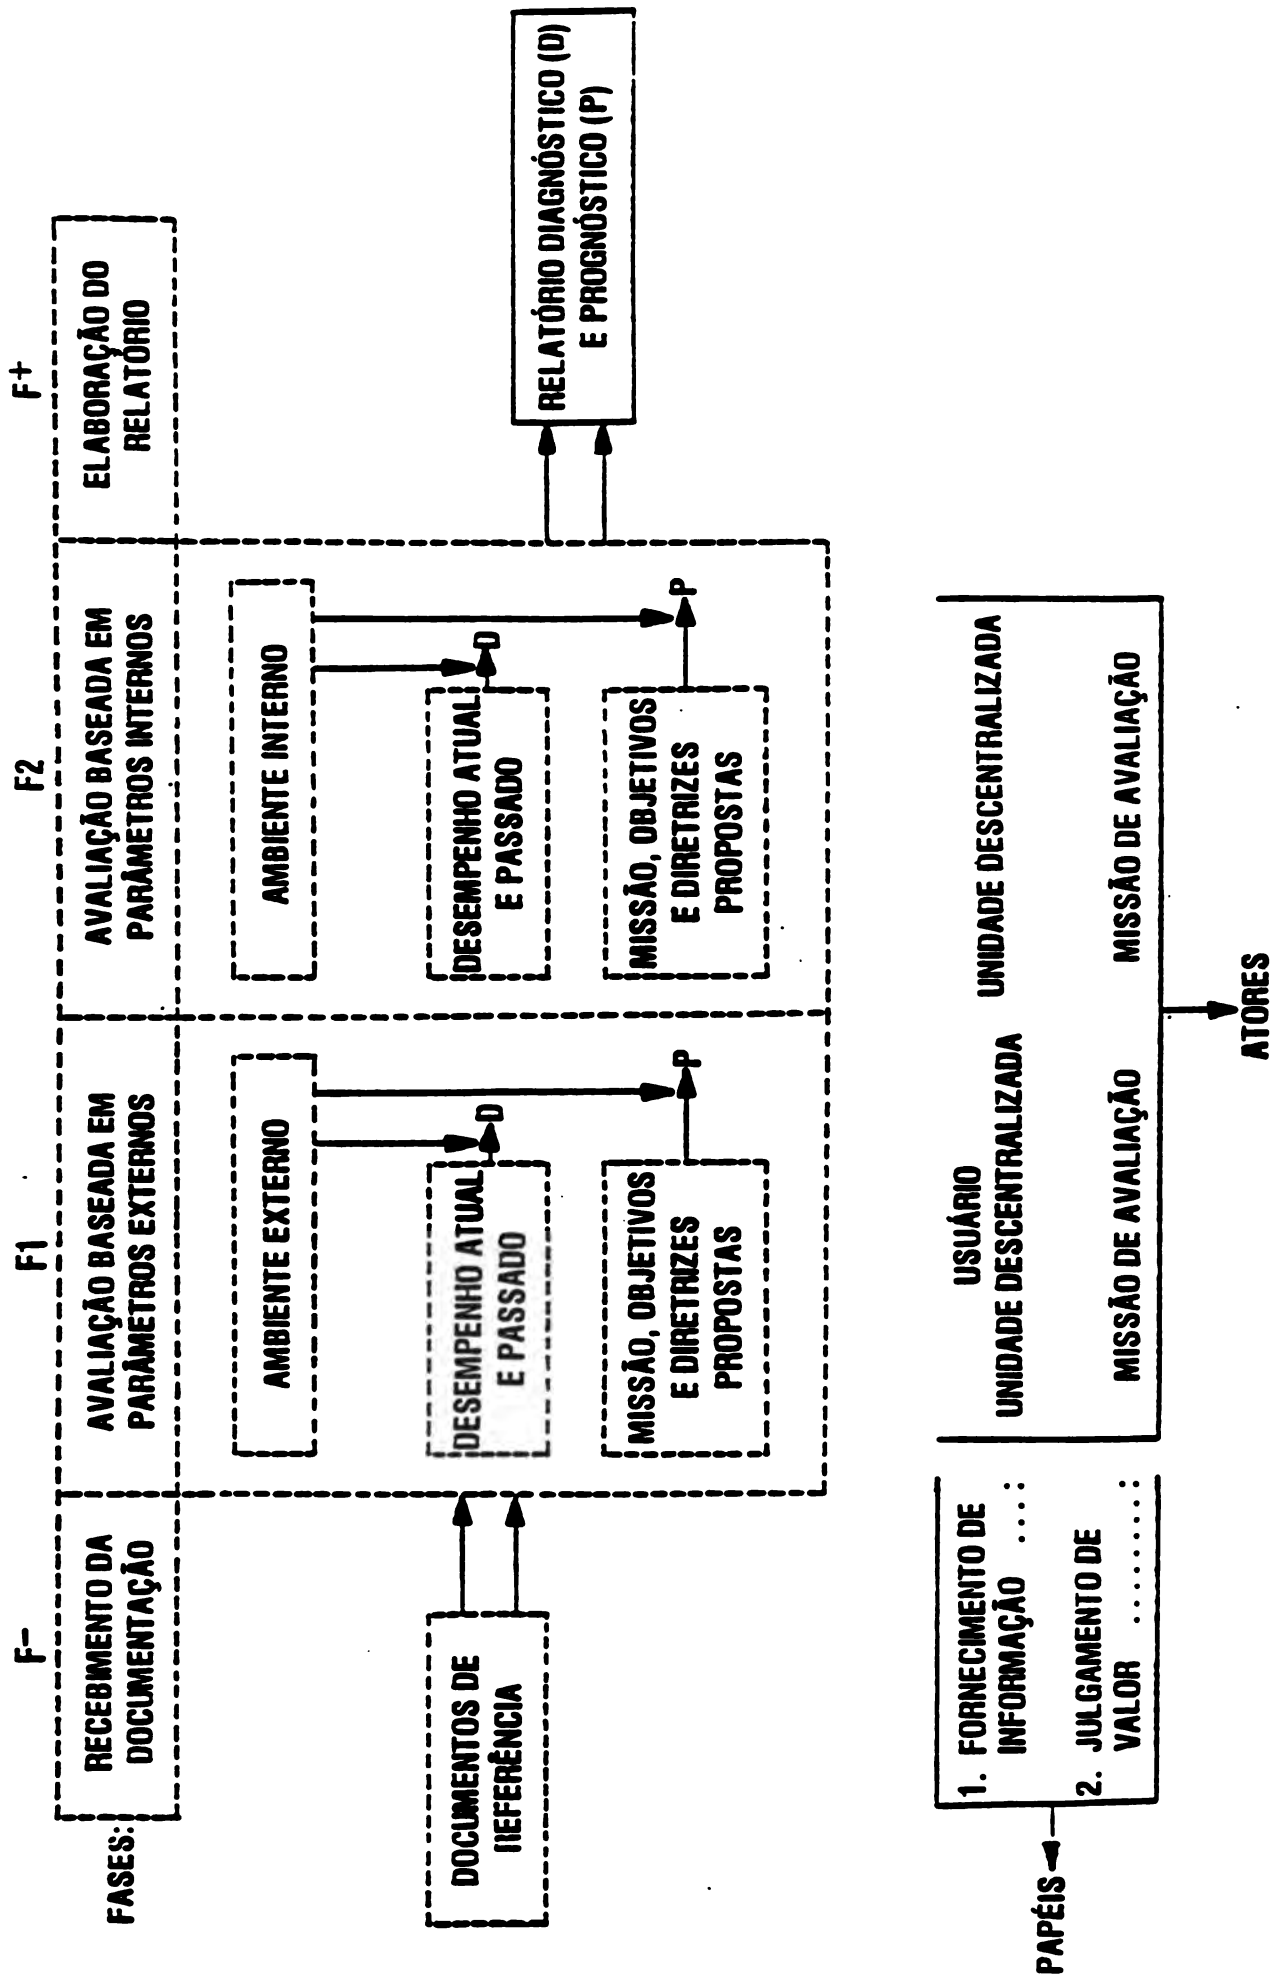 F–
F1
F2
F+
FASES:
RECEBIMENTO DA
DOCUMENTAÇÃO
AVALIAÇÃO BASEADA EM
PARÂMETROS EXTERNOS
AVALIAÇÃO BASEADA EM
PARÂMETROS INTERNOS
ELABORAÇÃO DO
RELATÓRIO
DOCUMENTOS DE
IIEFERÊNCIA
AMBIENTE EXTERNO
DESEMPENHO ATUAL
E PASSADO
D
MISSÃO, OBJETIVOS
E DIRETRIZES
PROPOSTAS
P
AMBIENTE INTERNO
DESEMPENHO ATUAL
E PASSADO
D
MISSÃO, OBJETIVOS
E DIRETRIZES
PROPOSTAS
P
RELATÓRIO DIAGNÓSTICO (D)
E PROGNÓSTICO (P)
PAPÉIS
1. FORNECIMENTO DE
INFORMAÇÃO ....
2. JULGAMENTO DE
VALOR .........:
USUÁRIO
UNIDADE DESCENTRALIZADA
UNIDADE DESCENTRALIZADA
MISSÃO DE AVALIAÇÃO
MISSÃO DE AVALIAÇÃO
ATORES